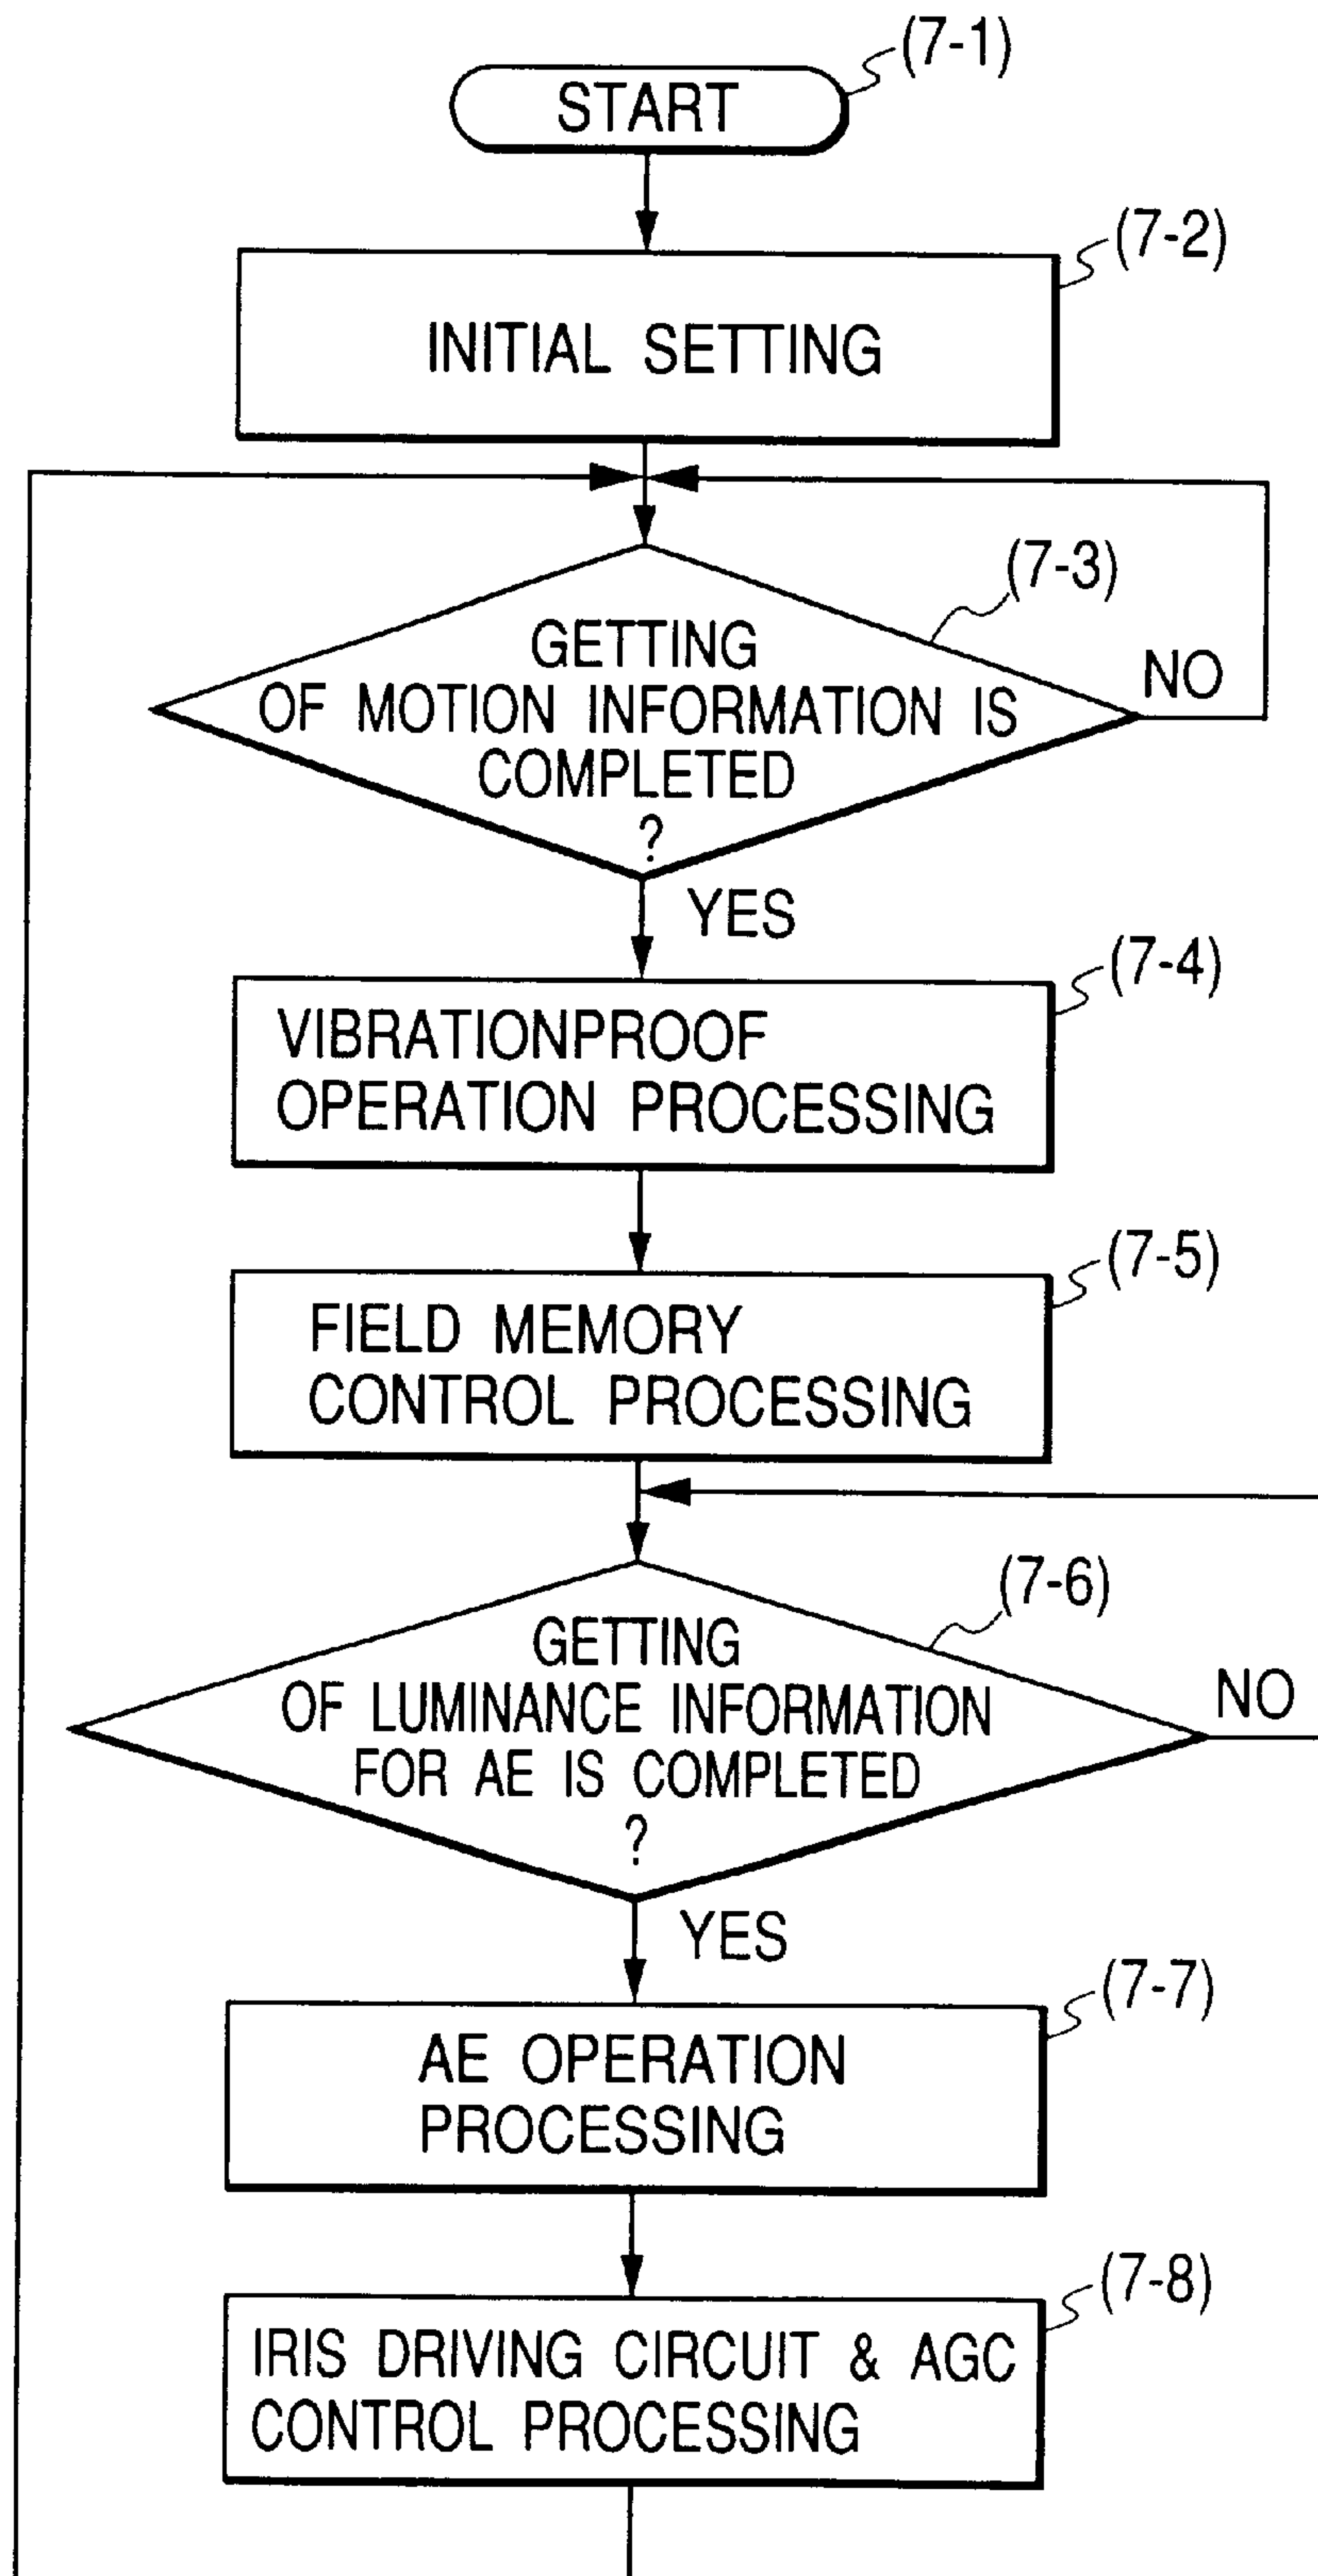 (7-1)
START
(7-2)
INITIAL SETTING
(7-3)
GETTING
OF MOTION INFORMATION IS
COMPLETED
?
NO
YES
(7-4)
VIBRATIONPROOF
OPERATION PROCESSING
(7-5)
FIELD MEMORY
CONTROL PROCESSING
(7-6)
GETTING
OF LUMINANCE INFORMATION
FOR AE IS COMPLETED
?
NO
YES
(7-7)
AE OPERATION
PROCESSING
(7-8)
IRIS DRIVING CIRCUIT & AGC
CONTROL PROCESSING